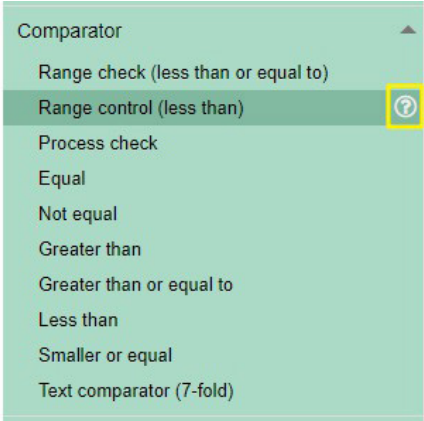 Comparator
Range check (less than or equal to)
Range control (less than)
Process check
Equal
Not equal
Greater than
Greater than or equal to
Less than
Smaller or equal
Text comparator (7-fold)